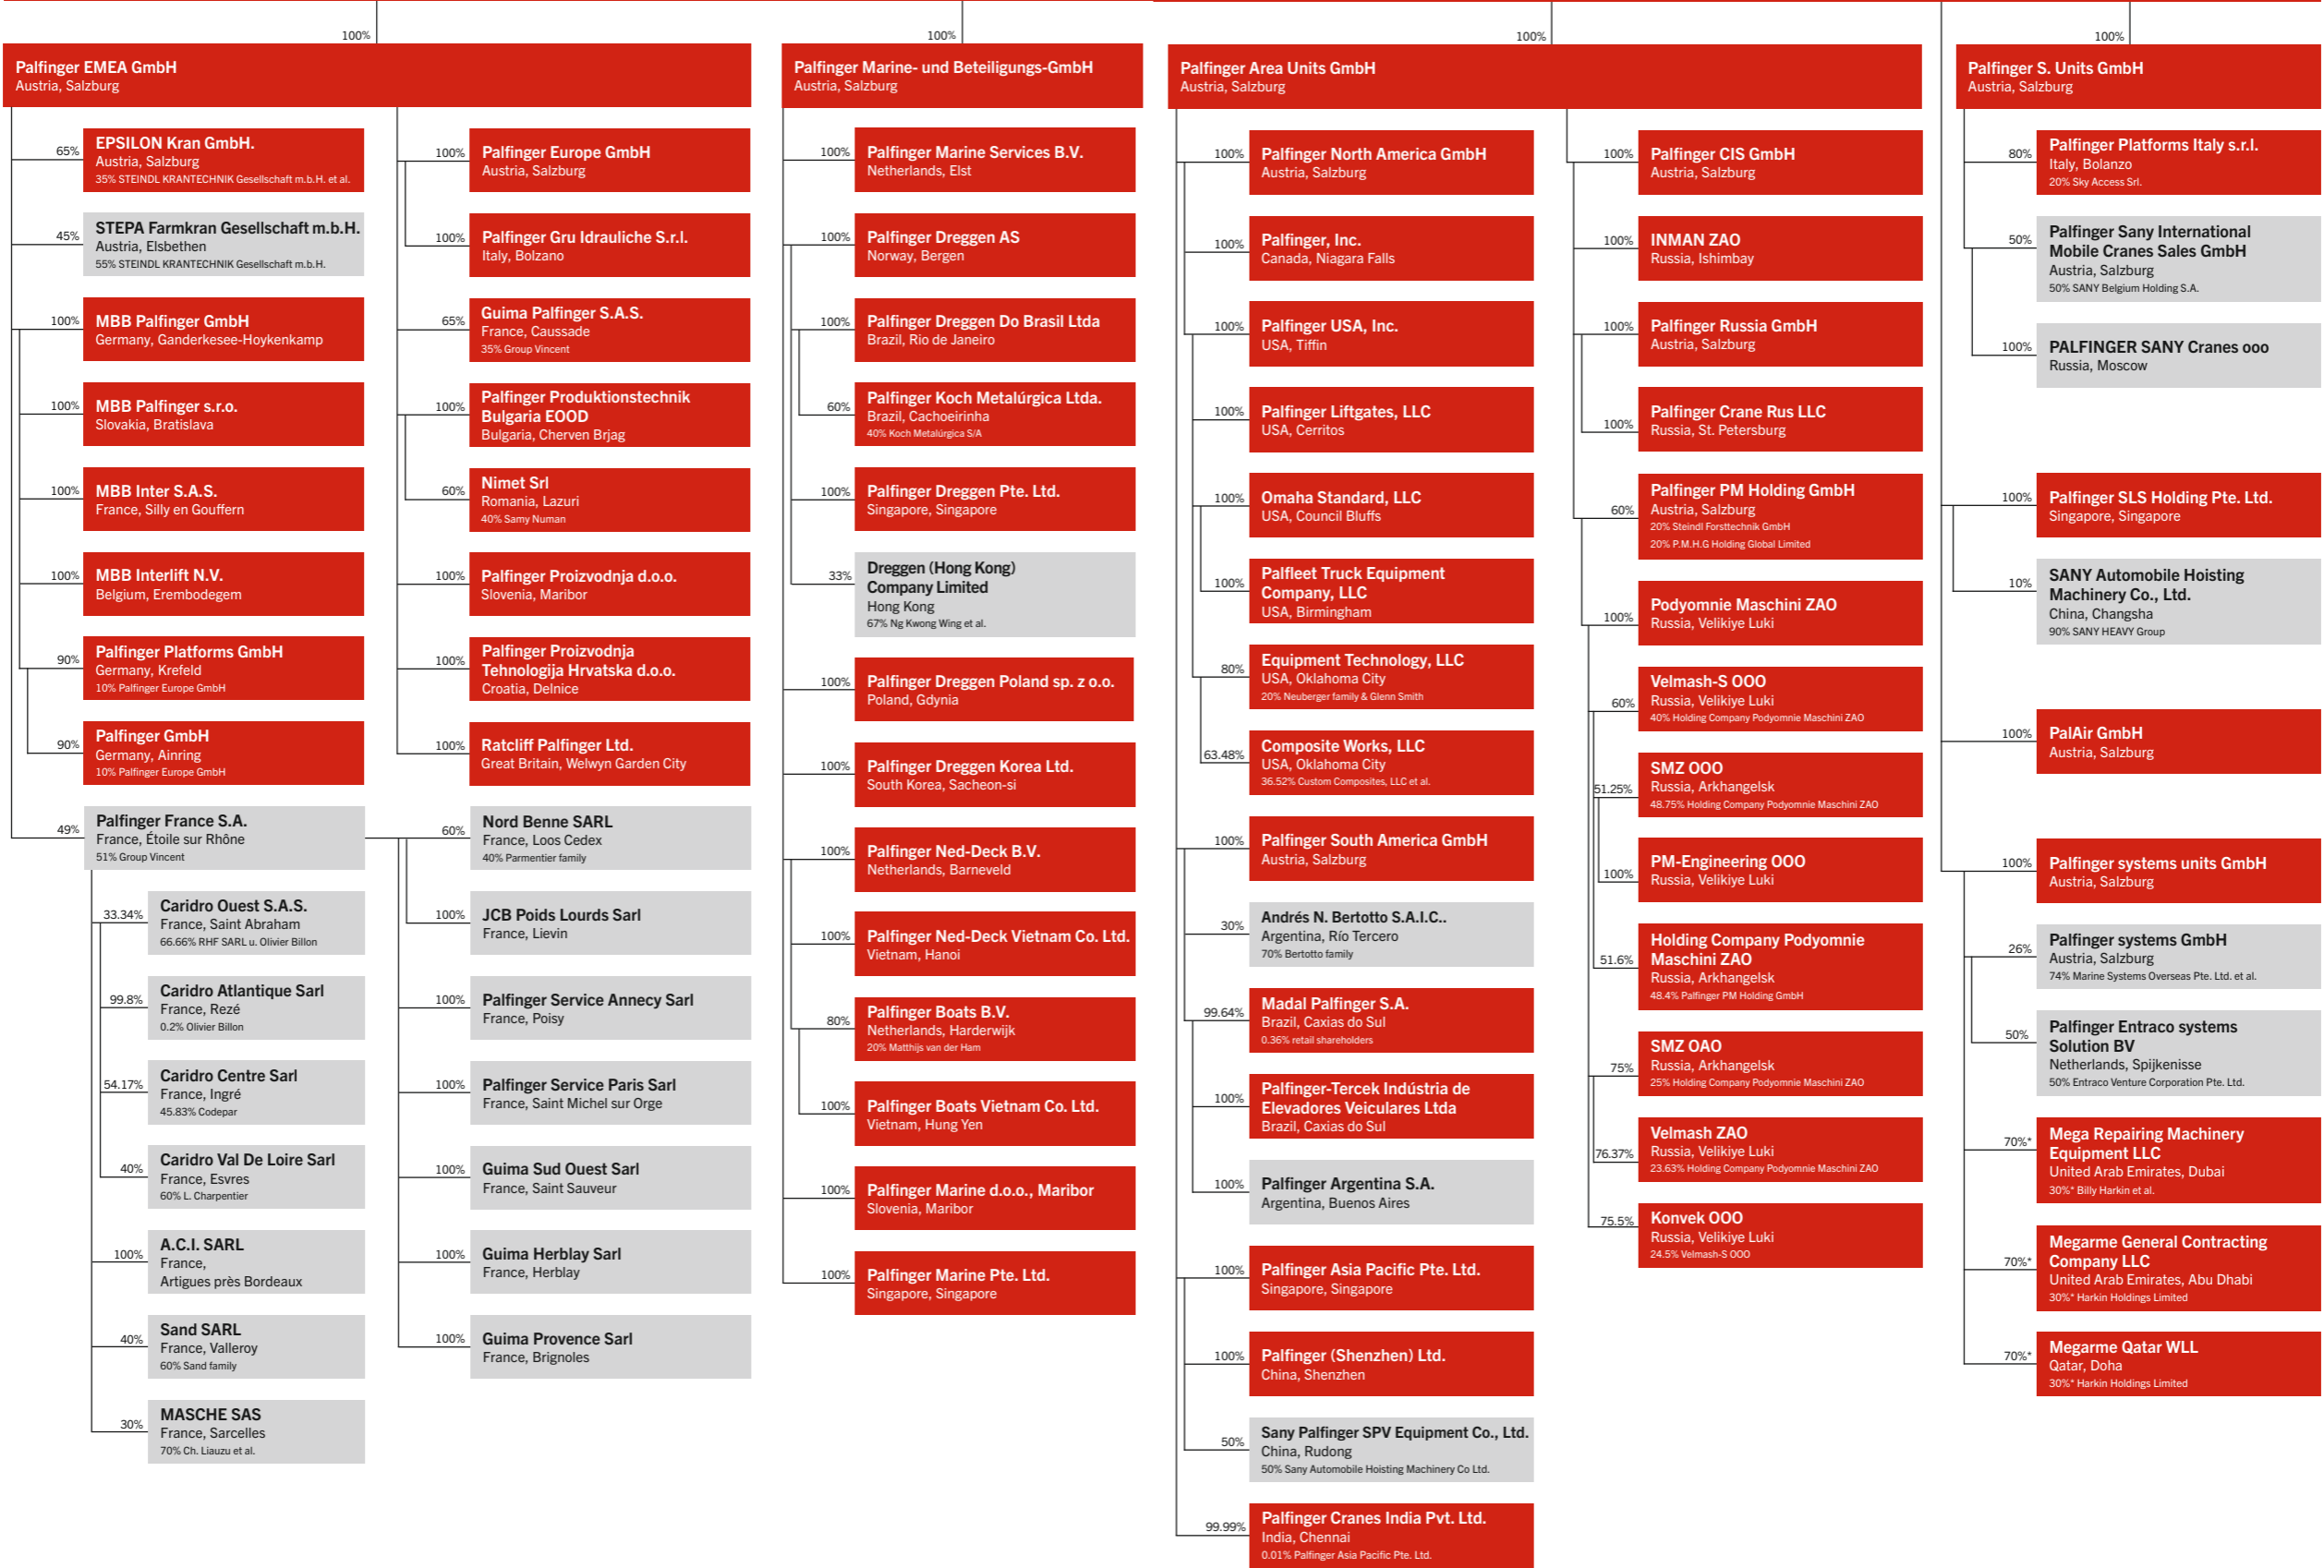 100%
Palfinger EMEA GmbH
Austria, Salzburg
65%
EPSILON Kran GmbH.
Austria, Salzburg
35% STEINDL KRANTECHNIK Gesellschaft m.b.H. et al.
45%
STEPA Farmkran Gesellschaft m.b.H.
Austria, Elsbethen
55% STEINDL KRANTECHNIK Gesellschaft m.b.H.
100%
MBB Palfinger GmbH
Germany, Ganderkesee-Hoykenkamp
100%
MBB Palfinger s.r.o.
Slovakia, Bratislava
100%
MBB Inter S.A.S.
France, Silly en Gouffern
100%
MBB Interlift N.V.
Belgium, Erembodegem
90%
Palfinger Platforms GmbH
Germany, Krefeld
10% Palfinger Europe GmbH
90%
Palfinger GmbH
Germany, Ainring
10% Palfinger Europe GmbH
49%
Palfinger France S.A.
France, Étoile sur Rhône
51% Group Vincent
33.34%
Caridro Ouest S.A.S.
France, Saint Abraham
66.66% RHF SARL u. Olivier Billon
99.8%
Caridro Atlantique Sarl
France, Rezé
0.2% Olivier Billon
54.17%
Caridro Centre Sarl
France, Ingré
45.83% Codepar
40%
Caridro Val De Loire Sarl
France, Esvres
60% L. Charpentier
100%
A.C.I. SARL
France,
Artigues près Bordeaux
40%
Sand SARL
France, Valleroy
60% Sand family
30%
MASCHE SAS
France, Sarcelles
70% Ch. Liauzu et al.
100%
Palfinger Europe GmbH
Austria, Salzburg
100%
Palfinger Gru Idrauliche S.r.l.
Italy, Bolzano
65%
Guima Palfinger S.A.S.
France, Caussade
35% Group Vincent
100%
Palfinger Produktionstechnik
Bulgaria EOOD
Bulgaria, Cherven Brjag
60%
Nimet Srl
Romania, Lazuri
40% Samy Numan
100%
Palfinger Proizvodnja d.o.o.
Slovenia, Maribor
100%
Palfinger Proizvodnja
Tehnologija Hrvatska d.o.o.
Croatia, Delnice
100%
Ratcliff Palfinger Ltd.
Great Britain, Welwyn Garden City
60%
Nord Benne SARL
France, Loos Cedex
40% Parmentier family
100%
JCB Poids Lourds Sarl
France, Lievin
100%
Palfinger Service Annecy Sarl
France, Poisy
100%
Palfinger Service Paris Sarl
France, Saint Michel sur Orge
100%
Guima Sud Ouest Sarl
France, Saint Sauveur
100%
Guima Herblay Sarl
France, Herblay
100%
Guima Provence Sarl
France, Brignoles
100%
Palfinger Marine- und Beteiligungs-GmbH
Austria, Salzburg
100%
Palfinger Marine Services B.V.
Netherlands, Elst
100%
Palfinger Dreggen AS
Norway, Bergen
100%
Palfinger Dreggen Do Brasil Ltda
Brazil, Rio de Janeiro
60%
Palfinger Koch Metalúrgica Ltda.
Brazil, Cachoeirinha
40% Koch Metalúrgica S/A
100%
Palfinger Dreggen Pte. Ltd.
Singapore, Singapore
33%
Dreggen (Hong Kong)
Company Limited
Hong Kong
67% Ng Kwong Wing et al.
100%
Palfinger Dreggen Poland sp. z o.o.
Poland, Gdynia
100%
Palfinger Dreggen Korea Ltd.
South Korea, Sacheon-si
100%
Palfinger Ned-Deck B.V.
Netherlands, Barneveld
100%
Palfinger Ned-Deck Vietnam Co. Ltd.
Vietnam, Hanoi
80%
Palfinger Boats B.V.
Netherlands, Harderwijk
20% Matthijs van der Ham
100%
Palfinger Boats Vietnam Co. Ltd.
Vietnam, Hung Yen
100%
Palfinger Marine d.o.o., Maribor
Slovenia, Maribor
100%
Palfinger Marine Pte. Ltd.
Singapore, Singapore
100%
Palfinger Area Units GmbH
Austria, Salzburg
100%
Palfinger North America GmbH
Austria, Salzburg
100%
Palfinger, Inc.
Canada, Niagara Falls
100%
Palfinger USA, Inc.
USA, Tiffin
100%
Palfinger Liftgates, LLC
USA, Cerritos
100%
Omaha Standard, LLC
USA, Council Bluffs
100%
Palfleet Truck Equipment
Company, LLC
USA, Birmingham
80%
Equipment Technology, LLC
USA, Oklahoma City
20% Neuberger family & Glenn Smith
63.48%
Composite Works, LLC
USA, Oklahoma City
36.52% Custom Composites, LLC et al.
100%
Palfinger South America GmbH
Austria, Salzburg
30%
Andrés N. Bertotto S.A.I.C..
Argentina, Río Tercero
70% Bertotto family
99.64%
Madal Palfinger S.A.
Brazil, Caxias do Sul
0.36% retail shareholders
100%
Palfinger-Tercek Indústria de
Elevadores Veiculares Ltda
Brazil, Caxias do Sul
100%
Palfinger Argentina S.A.
Argentina, Buenos Aires
100%
Palfinger Asia Pacific Pte. Ltd.
Singapore, Singapore
100%
Palfinger (Shenzhen) Ltd.
China, Shenzhen
50%
Sany Palfinger SPV Equipment Co., Ltd.
China, Rudong
50% Sany Automobile Hoisting Machinery Co Ltd.
99.99%
Palfinger Cranes India Pvt. Ltd.
India, Chennai
0.01% Palfinger Asia Pacific Pte. Ltd.
100%
Palfinger CIS GmbH
Austria, Salzburg
100%
INMAN ZAO
Russia, Ishimbay
100%
Palfinger Russia GmbH
Austria, Salzburg
100%
Palfinger Crane Rus LLC
Russia, St. Petersburg
60%
Palfinger PM Holding GmbH
Austria, Salzburg
20% Steindl Forsttechnik GmbH
20% P.M.H.G Holding Global Limited
100%
Podyomnie Maschini ZAO
Russia, Velikiye Luki
60%
Velmash-S OOO
Russia, Velikiye Luki
40% Holding Company Podyomnie Maschini ZAO
51.25%
SMZ OOO
Russia, Arkhangelsk
48.75% Holding Company Podyomnie Maschini ZAO
100%
PM-Engineering OOO
Russia, Velikiye Luki
51.6%
Holding Company Podyomnie
Maschini ZAO
Russia, Arkhangelsk
48.4% Palfinger PM Holding GmbH
75%
SMZ OAO
Russia, Arkhangelsk
25% Holding Company Podyomnie Maschini ZAO
76.37%
Velmash ZAO
Russia, Velikiye Luki
23.63% Holding Company Podyomnie Maschini ZAO
75.5%
Konvek OOO
Russia, Velikiye Luki
24.5% Velmash-S OOO
100%
Palfinger S. Units GmbH
Austria, Salzburg
80%
Palfinger Platforms Italy s.r.l.
Italy, Bolanzo
20% Sky Access Srl.
50%
Palfinger Sany International
Mobile Cranes Sales GmbH
Austria, Salzburg
50% SANY Belgium Holding S.A.
100%
PALFINGER SANY Cranes ooo
Russia, Moscow
100%
Palfinger SLS Holding Pte. Ltd.
Singapore, Singapore
10%
SANY Automobile Hoisting
Machinery Co., Ltd.
China, Changsha
90% SANY HEAVY Group
100%
PalAir GmbH
Austria, Salzburg
100%
Palfinger systems units GmbH
Austria, Salzburg
26%
Palfinger systems GmbH
Austria, Salzburg
74% Marine Systems Overseas Pte. Ltd. et al.
50%
Palfinger Entraco systems
Solution BV
Netherlands, Spijkenisse
50% Entraco Venture Corporation Pte. Ltd.
70%*
Mega Repairing Machinery
Equipment LLC
United Arab Emirates, Dubai
30%* Billy Harkin et al.
70%*
Megarme General Contracting
Company LLC
United Arab Emirates, Abu Dhabi
30%* Harkin Holdings Limited
70%*
Megarme Qatar WLL
Qatar, Doha
30%* Harkin Holdings Limited